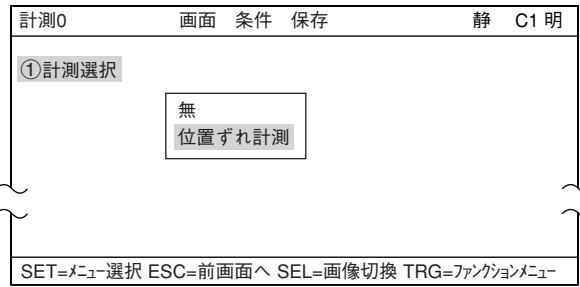 計測0 画面 条件 保存 静 C1 明
①計測選択
無
位置ずれ計測
SET=ﾒﾆｭｰ選択 ESC=前画面へ SEL=画像切換 TRG=ﾌｧﾝｸｼｮﾝﾒﾆｭｰ